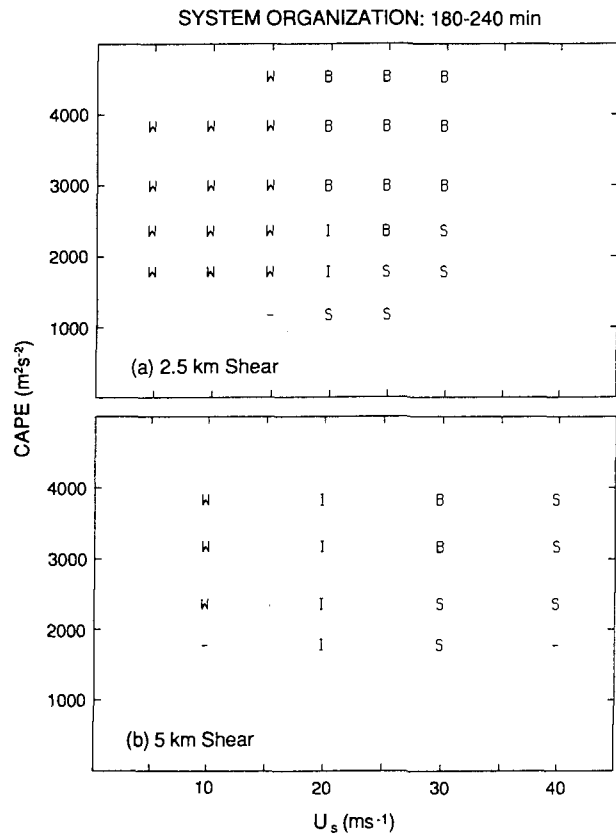 SYSTEM ORGANIZATION: 180-240 min
W B B B
4000
W W W B B B
3000
W W W B B B
W W W I B S
2000
W W W I S S
- S S
1000
(a) 2.5 km Shear
CAPE (m²s⁻²)
4000
W I B S
W I B S
3000
W I S S
2000
- I S -
1000
(b) 5 km Shear
10 20 30 40
Uₛ (ms⁻¹)